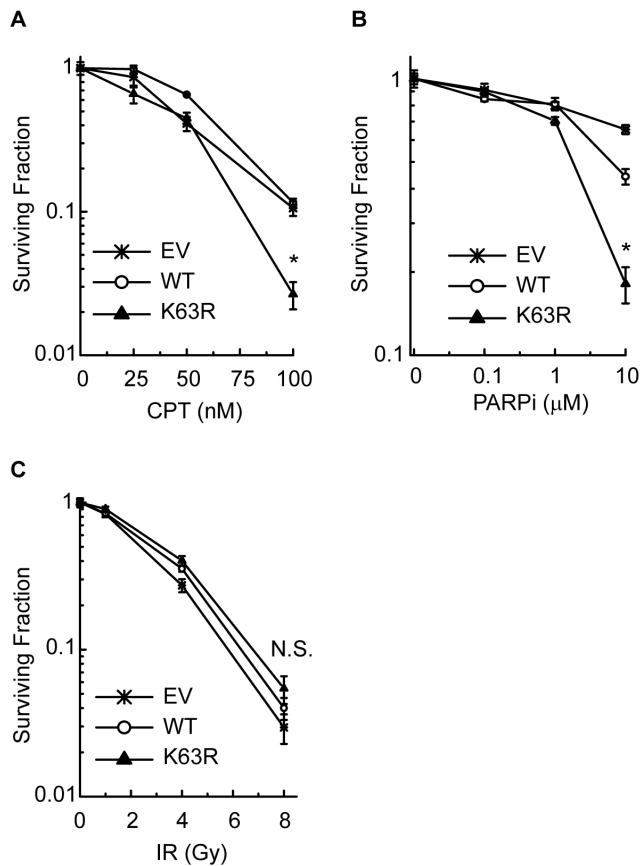 A
Surviving Fraction
1
0.1
0.01
EV
WT
K63R
*
0 25 50 75 100
CPT (nM)
B
Surviving Fraction
1
0.1
EV
WT
K63R
*
0 0.1 1 10
PARPi (μM)
C
Surviving Fraction
1
0.1
0.01
N.S.
EV
WT
K63R
0 2 4 6 8
IR (Gy)